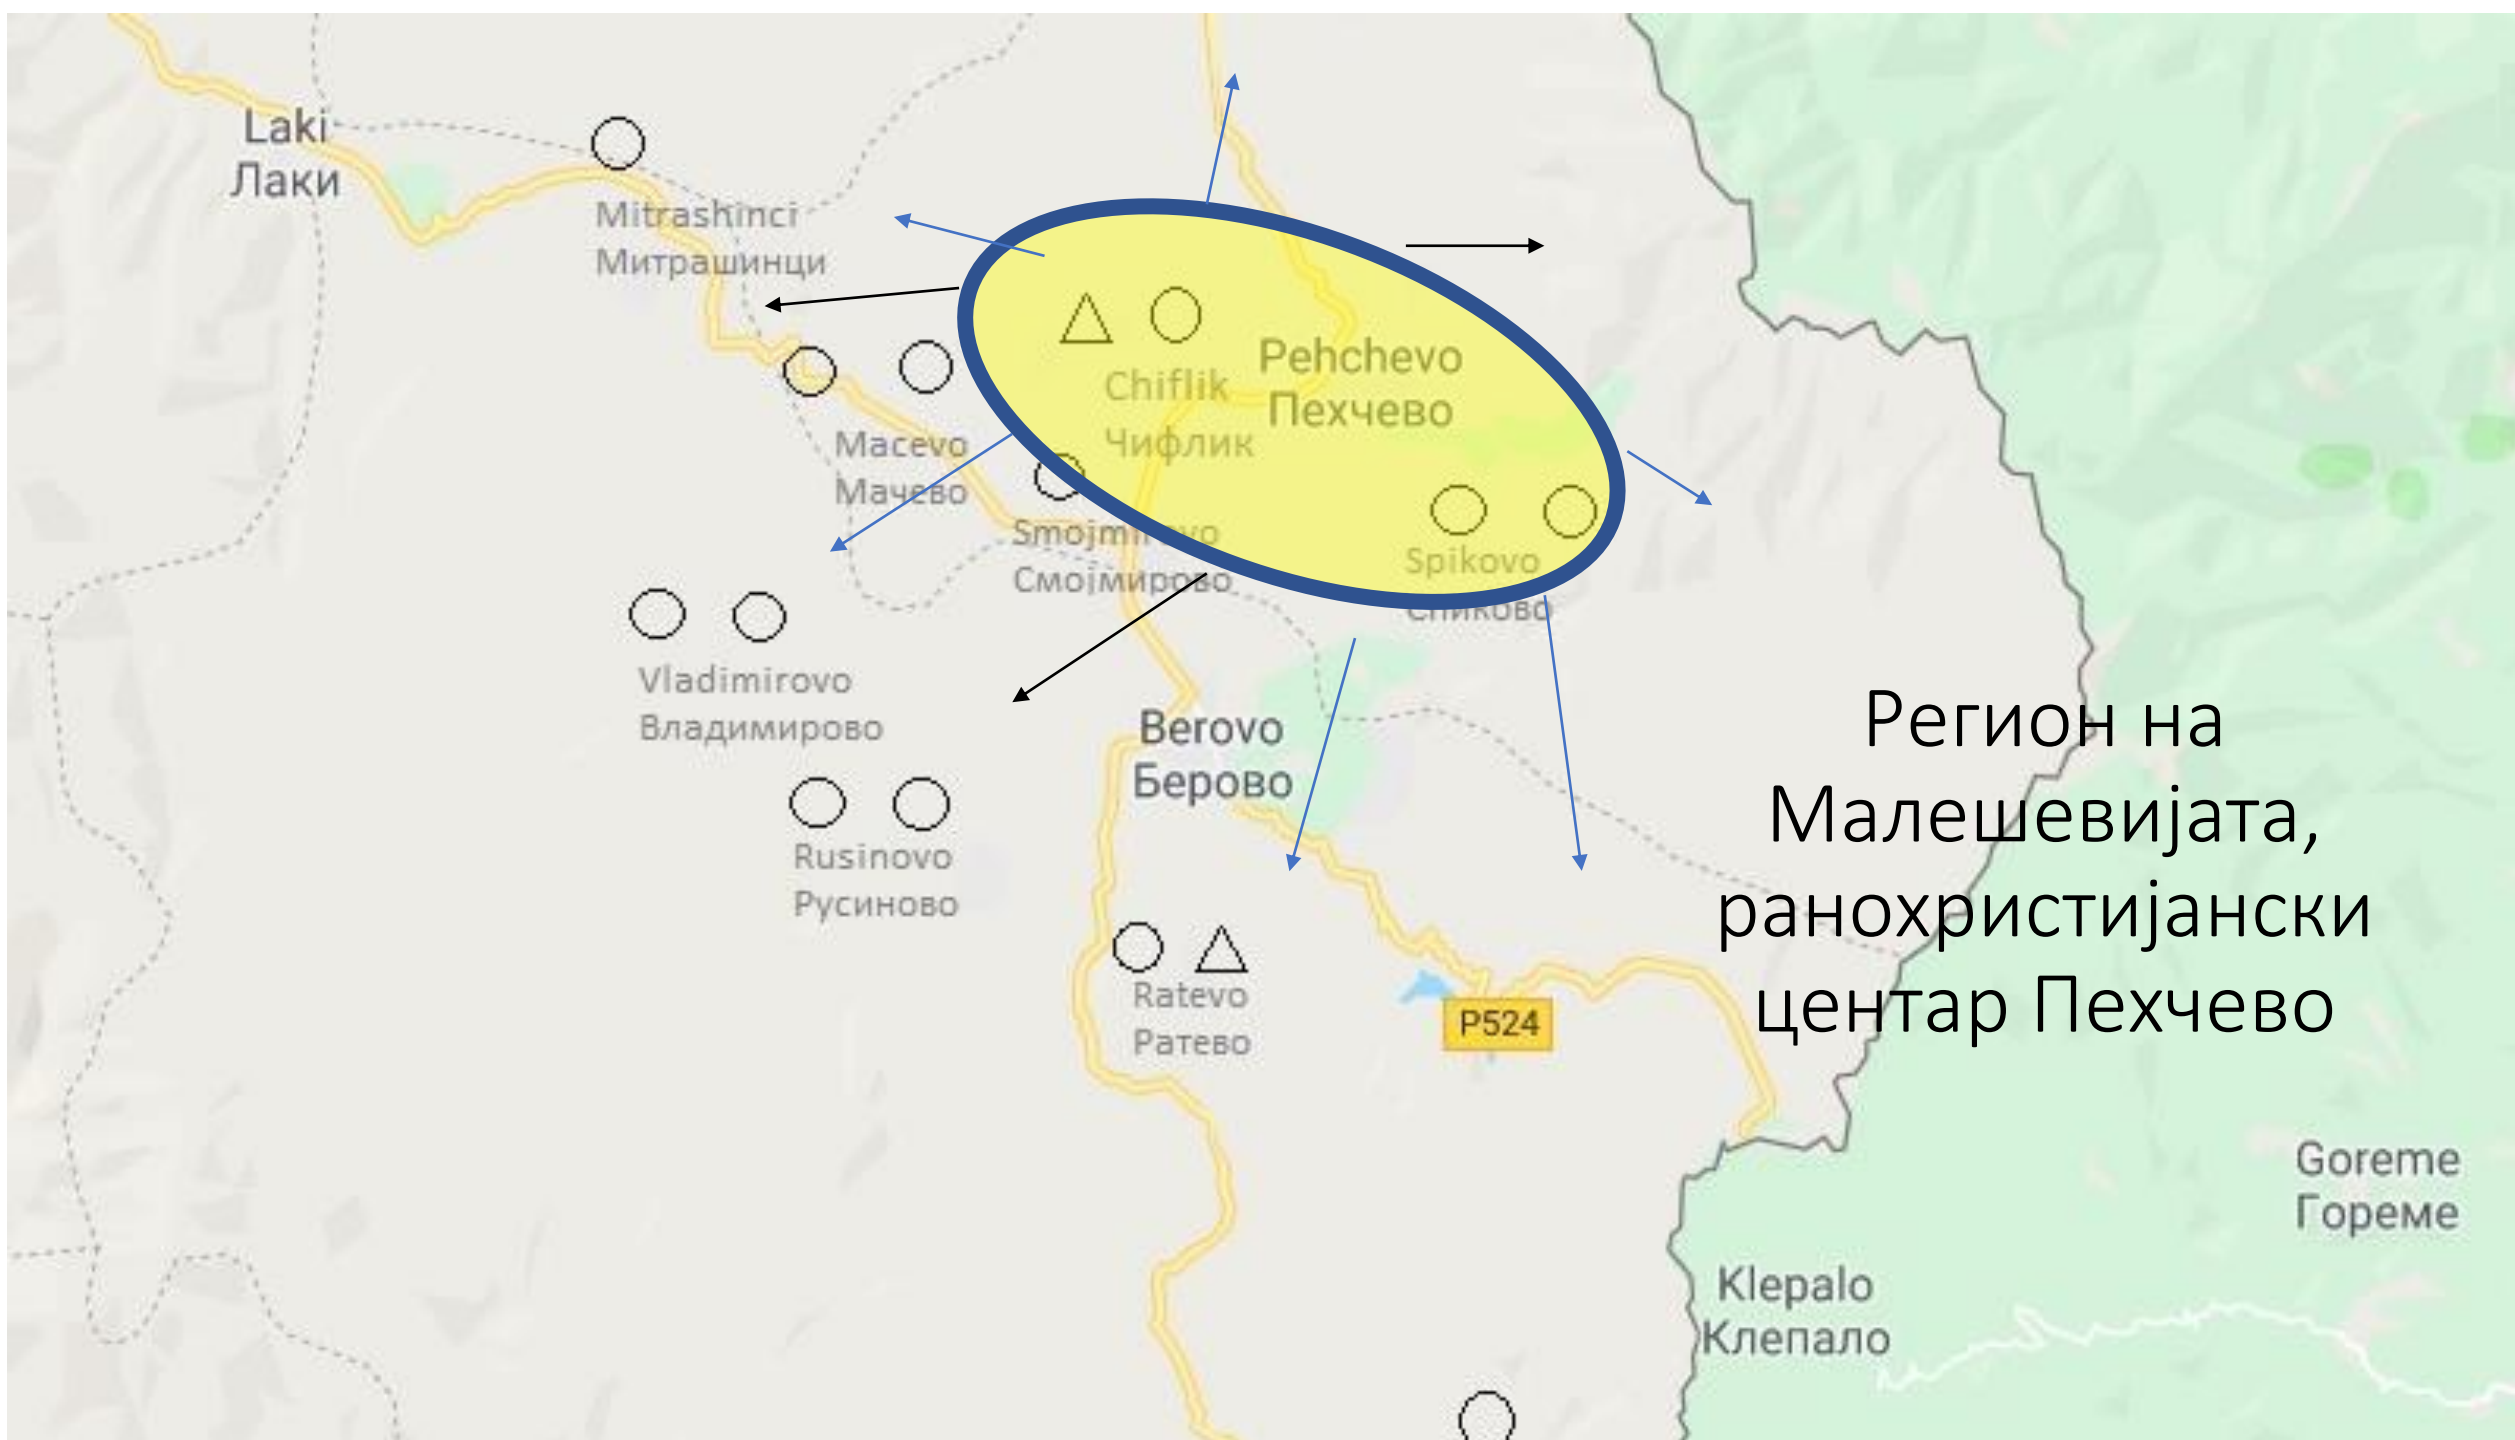 Laki
Лаки
Mitrashinci
Митрашинци
Pehchevo
Пехчево
Chiflik
Чифлик
Macevo
Мачево
Smojmirovo
Смојмирово
Spikovo
Спиково
Vladimirovo
Владимирово
Berovo
Берово
Rusinovo
Русиново
Ratevo
Ратево
P524
Регион на
Малешевијата,
ранохристијански
центар Пехчево
Goreme
Гореме
Klepalo
Клепало